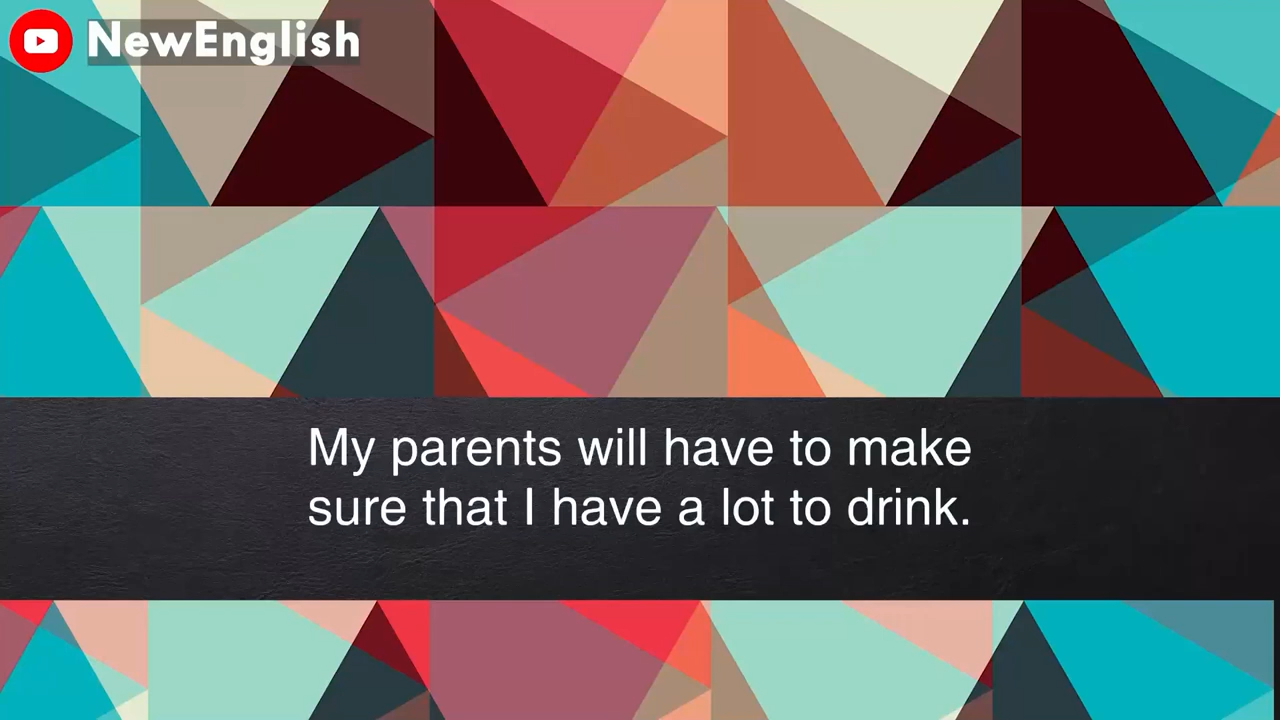 NewEnglish
My parents will have to make
sure that I have a lot to drink.